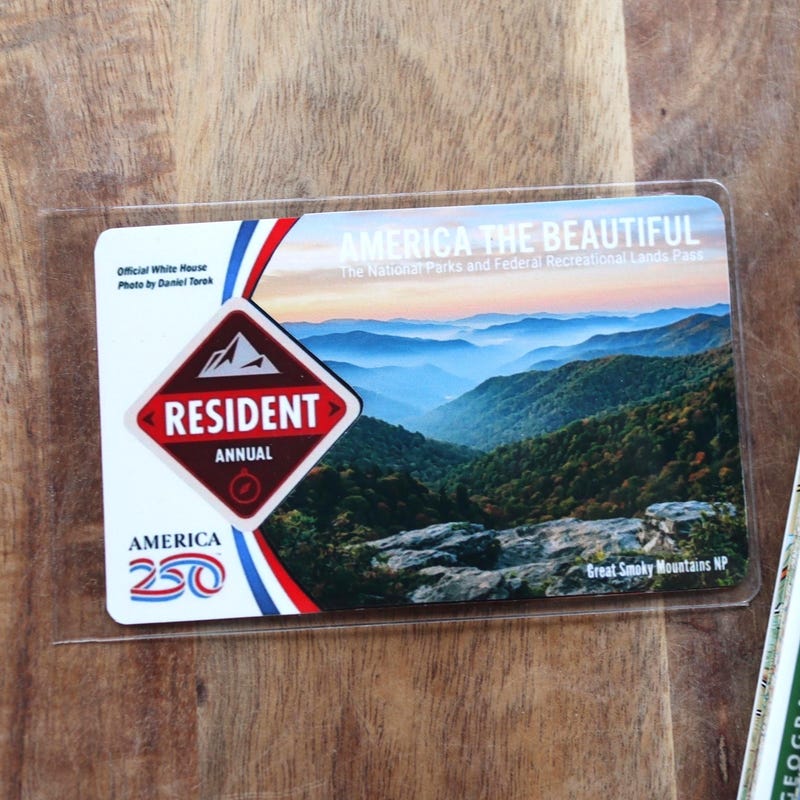 Official White House
Photo by Daniel Torok
AMERICA THE BEAUTIFUL
The National Parks and Federal Recreational Lands Pass
RESIDENT
ANNUAL
AMERICA
250
Great Smoky Mountains NP